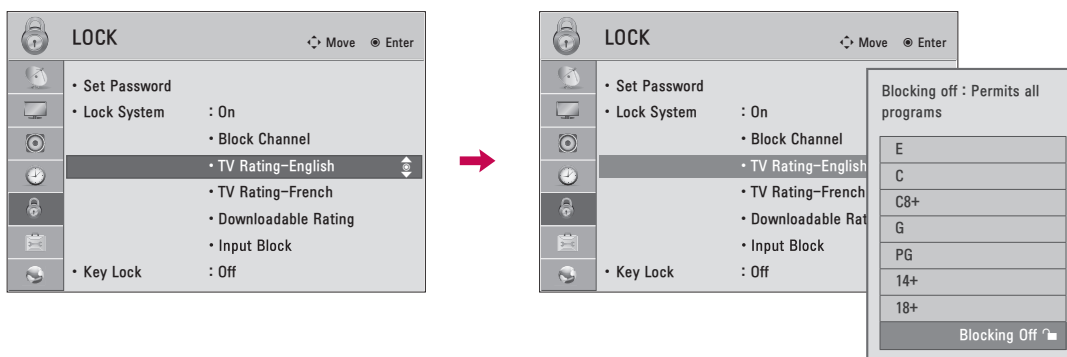 LOCK
Move Enter
• Set Password
• Lock System : On
• Block Channel
• TV Rating-English
• TV Rating-French
• Downloadable Rating
• Input Block
• Key Lock : Off
LOCK
Move Enter
• Set Password
• Lock System : On
• Block Channel
• TV Rating-English
• TV Rating-French
• Downloadable Rat
• Input Block
• Key Lock : Off
Blocking off : Permits all
programs
E
C
C8+
G
PG
14+
18+
Blocking Off